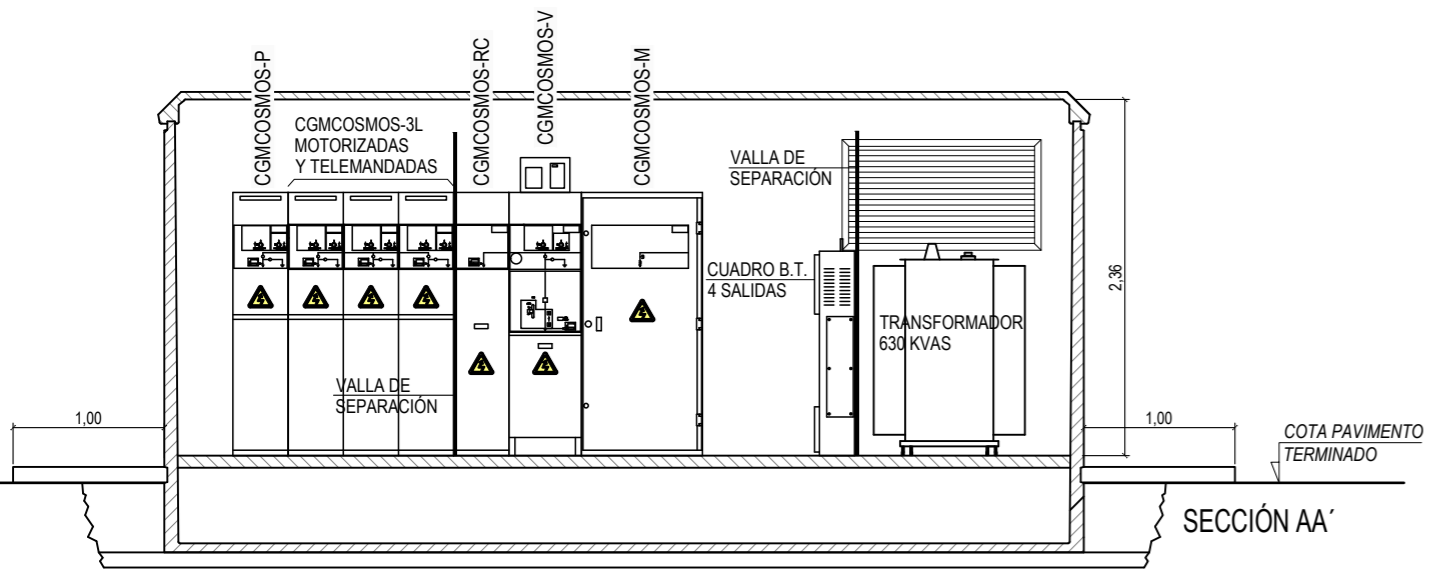 CGMCOSMOS-P
CGMCOSMOS-3L
MOTORIZADAS
Y TELEMANDADAS
CGMCOSMOS-RC
CGMCOSMOS-V
CGMCOSMOS-M
VALLA DE
SEPARACIÓN
CUADRO B.T.
4 SALIDAS
TRANSFORMADOR
630 KVAS
2,36
VALLA DE
SEPARACIÓN
1,00
1,00
COTA PAVIMENTO
TERMINADO
SECCIÓN AA´